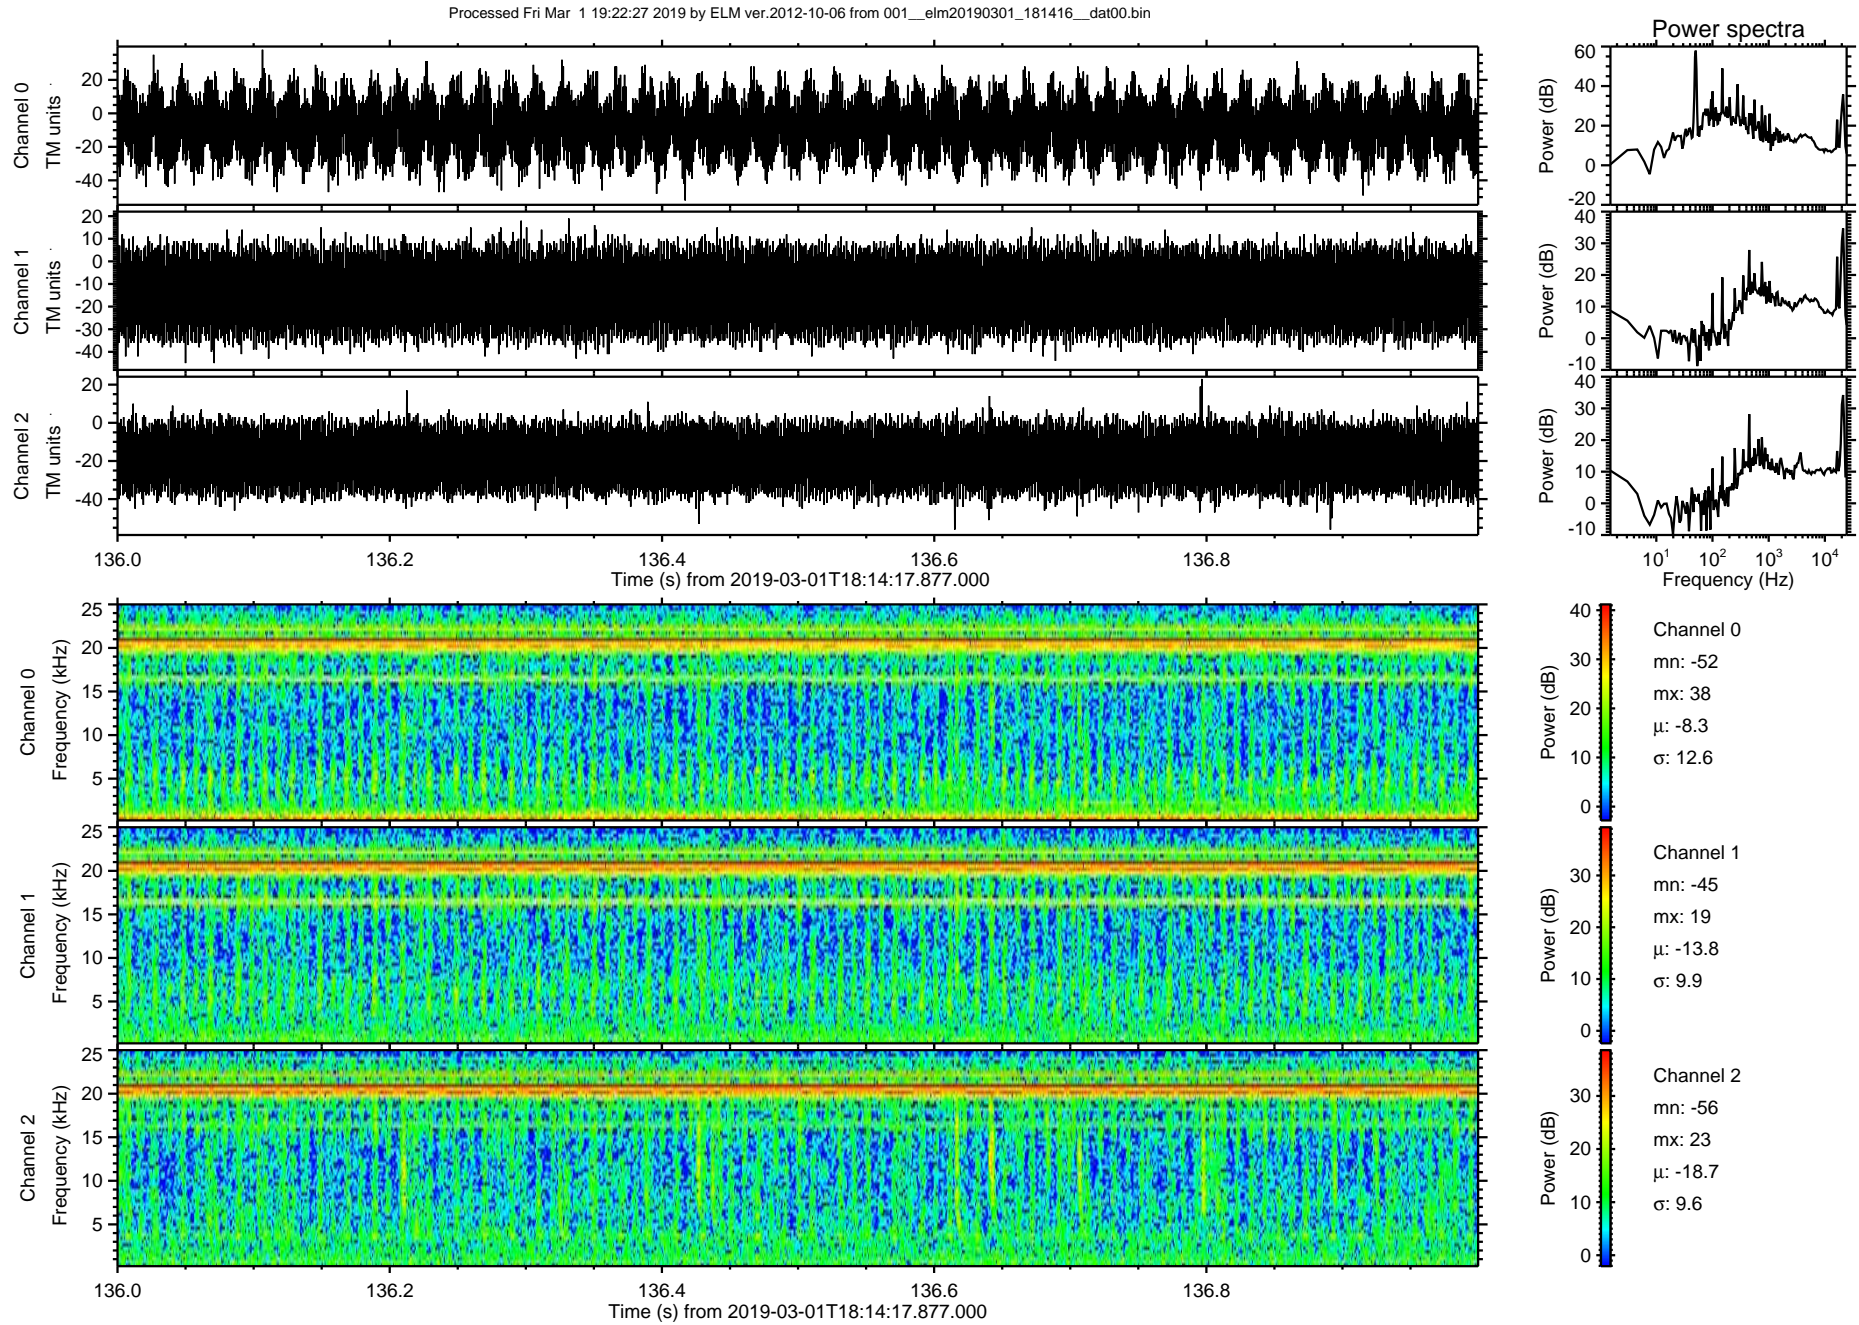 Processed Fri Mar  1 19:22:27 2019 by ELM ver.2012-10-06 from 001__elm20190301_181416__dat00.bin
Power spectra
Channel 0
TM units
20
0
-20
-40
Power (dB)
60
40
20
0
-20
Channel 1
TM units
20
10
0
-10
-20
-30
-40
Power (dB)
40
30
20
10
0
-10
Channel 2
TM units
20
0
-20
-40
Power (dB)
40
30
20
10
0
-10
136.0 136.2 136.4 136.6 136.8
Time (s) from 2019-03-01T18:14:17.877.000
10¹ 10² 10³ 10⁴
Frequency (Hz)
Channel 0
Frequency (kHz)
25
20
15
10
5
Power (dB)
40
30
20
10
0
Channel 0
mn: -52
mx: 38
μ: -8.3
σ: 12.6
Channel 1
Frequency (kHz)
25
20
15
10
5
Power (dB)
30
20
10
0
Channel 1
mn: -45
mx: 19
μ: -13.8
σ: 9.9
Channel 2
Frequency (kHz)
25
20
15
10
5
Power (dB)
30
20
10
0
Channel 2
mn: -56
mx: 23
μ: -18.7
σ: 9.6
136.0 136.2 136.4 136.6 136.8
Time (s) from 2019-03-01T18:14:17.877.000